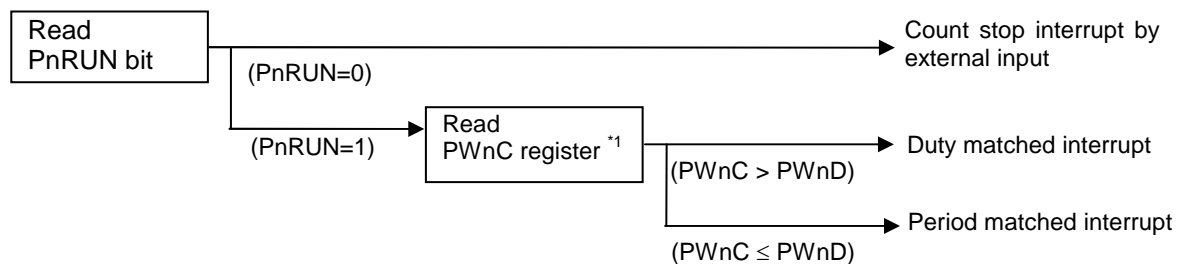 Read
PnRUN bit
(PnRUN=0)
Count stop interrupt by
external input
(PnRUN=1)
Read
PWnC register *1
(PWnC > PWnD)
Duty matched interrupt
(PWnC ≤ PWnD)
Period matched interrupt